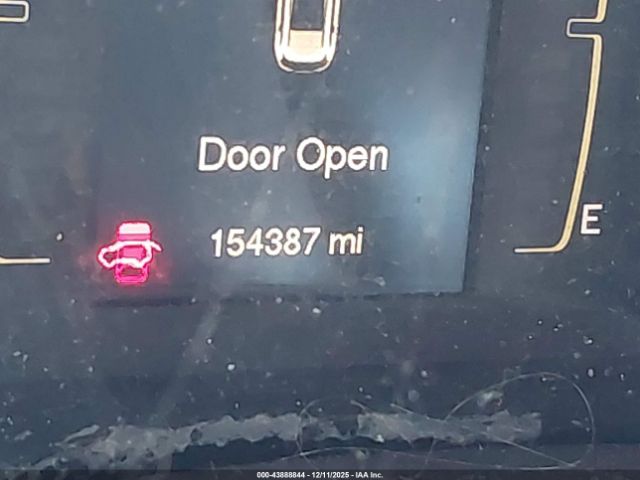 Door Open
154387 mi
E
000-43888844 - 12/11/2025 - IAA Inc.